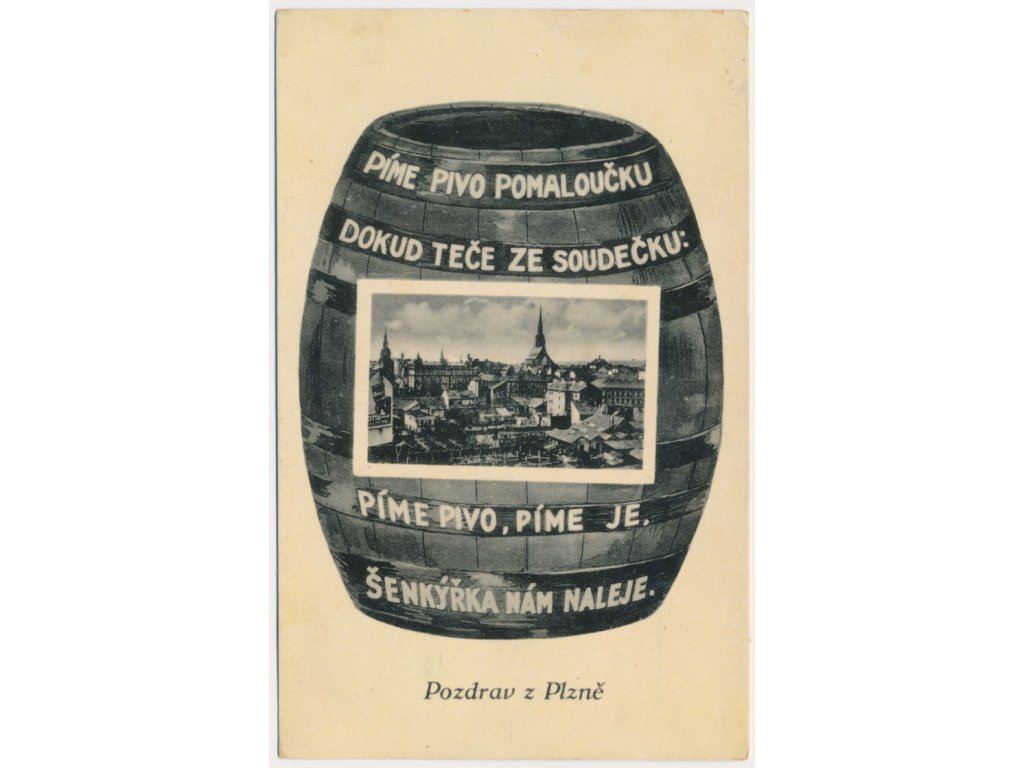 PÍME PIVO POMALOUČKU
DOKUD TEČE ZE SOUDEČKU:
PÍME PIVO, PÍME JE.
ŠENKÝŘKA NÁM NALEJE.
Pozdrav z Plzně